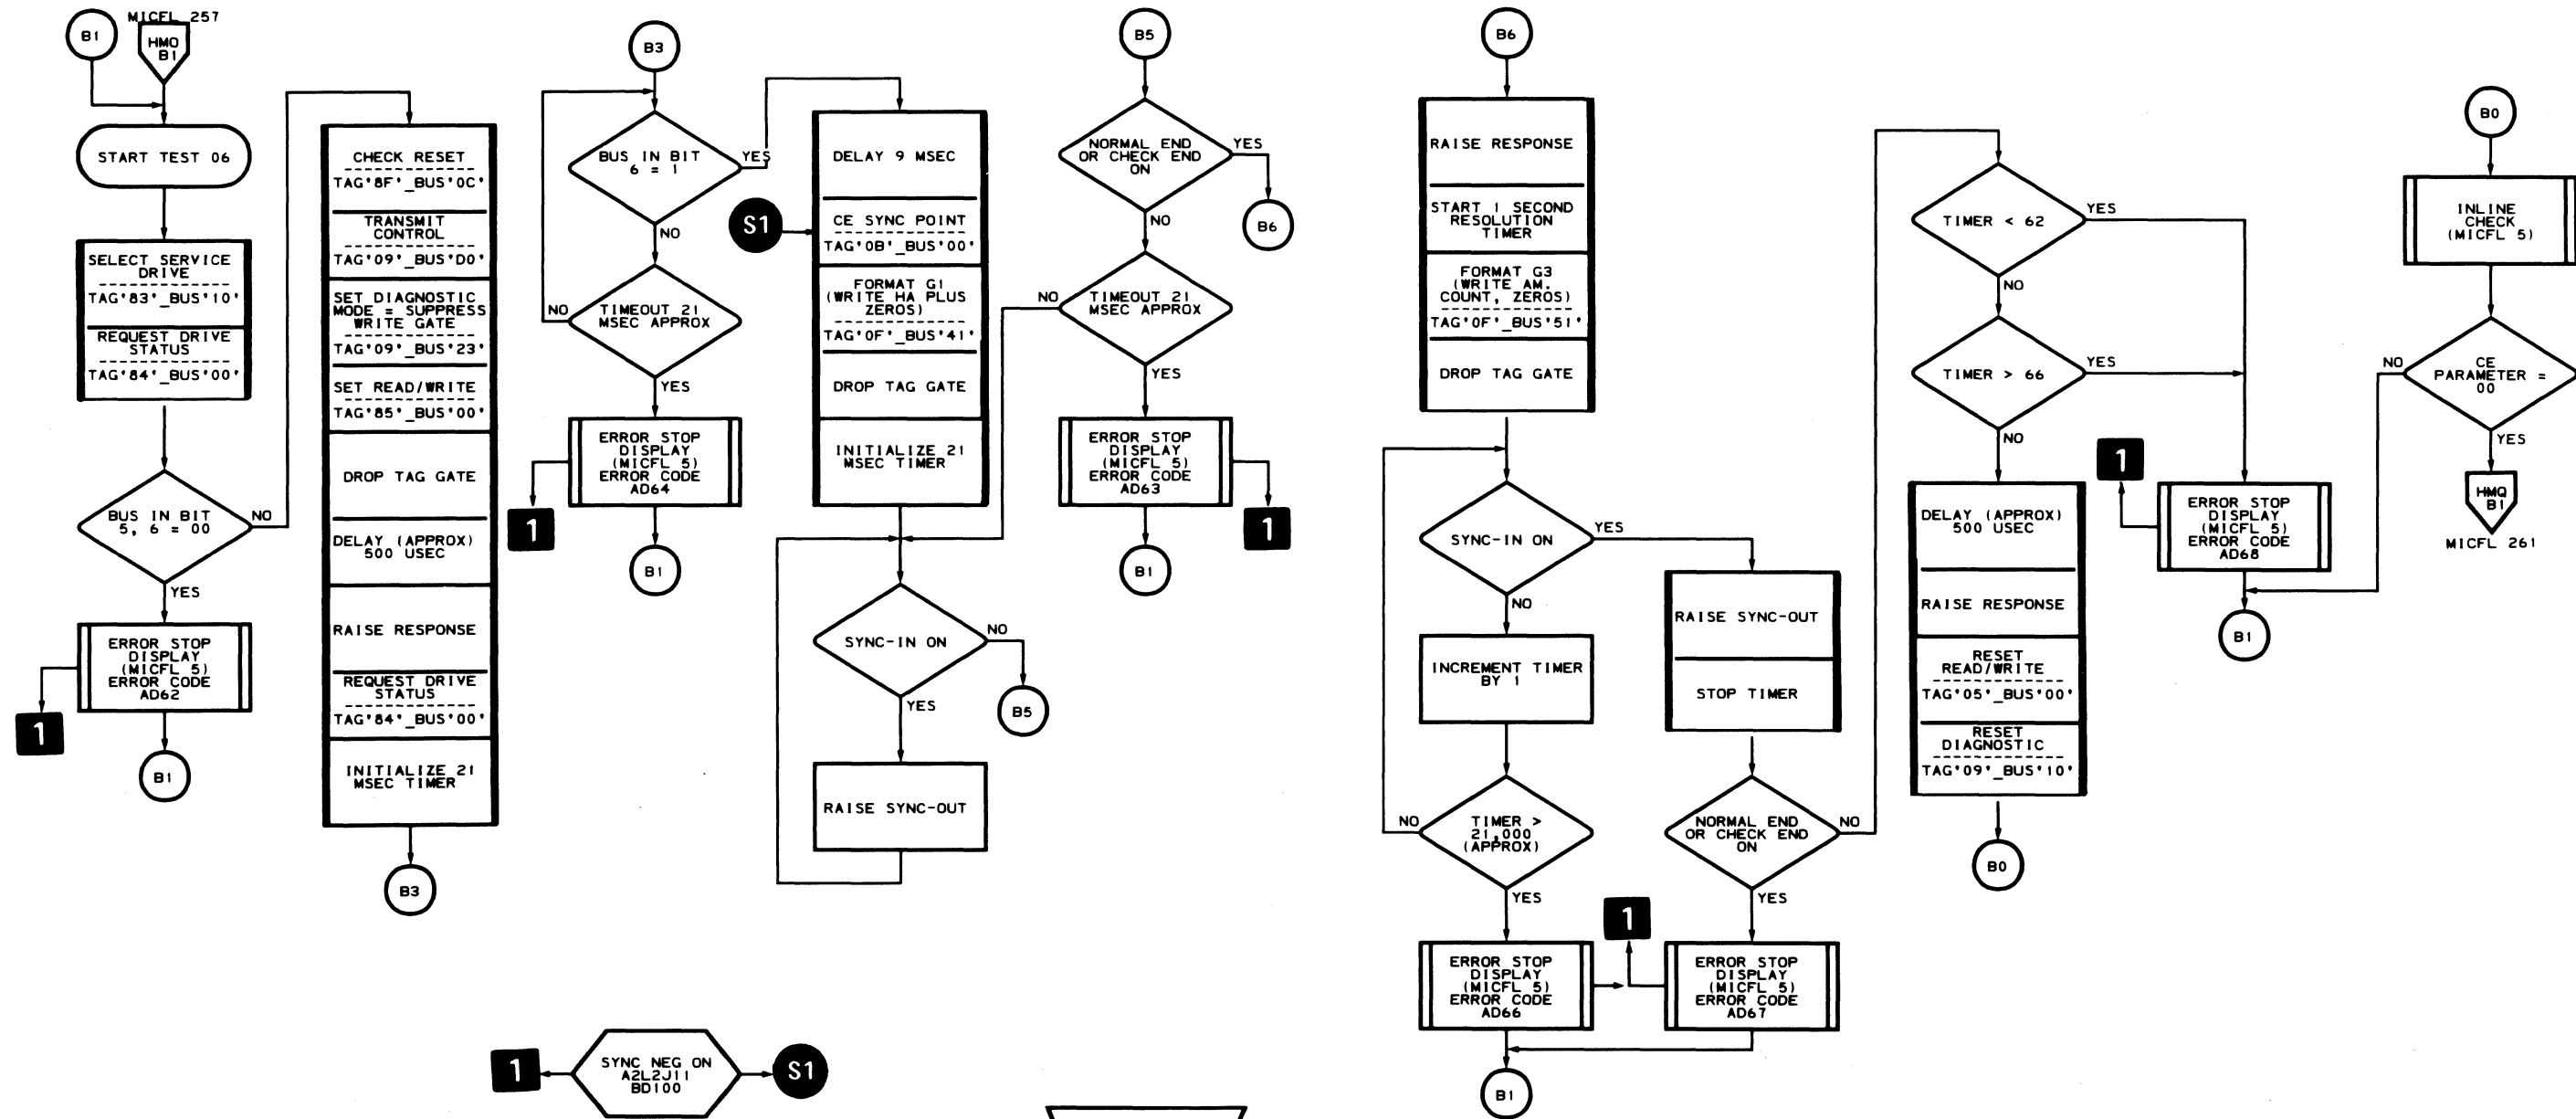 B1
MICFL 257
HMO
B1
START TEST 06
SELECT SERVICE
DRIVE
TAG'83'_BUS'10'
REQUEST DRIVE
STATUS
TAG'84'_BUS'00'
BUS IN BIT
5, 6 = 00
NO
YES
ERROR STOP
DISPLAY
(MICFL 5)
ERROR CODE
AD62
1
B1
CHECK RESET
TAG'8F'_BUS'0C'
TRANSMIT
CONTROL
TAG'09'_BUS'D0'
SET DIAGNOSTIC
MODE = SUPPRESS
WRITE GATE
TAG'09'_BUS'23'
SET READ/WRITE
TAG'85'_BUS'00'
DROP TAG GATE
DELAY (APPROX)
500 USEC
RAISE RESPONSE
REQUEST DRIVE
STATUS
TAG'84'_BUS'00'
INITIALIZE 21
MSEC TIMER
B3
B3
BUS IN BIT
6 = 1
YES
NO
TIMEOUT 21
MSEC APPROX
NO
YES
ERROR STOP
DISPLAY
(MICFL 5)
ERROR CODE
AD64
1
B1
DELAY 9 MSEC
S1
CE SYNC POINT
TAG'0B'_BUS'00'
FORMAT G1
(WRITE HA PLUS
ZEROS)
TAG'0F'_BUS'41'
DROP TAG GATE
INITIALIZE 21
MSEC TIMER
SYNC-IN ON
NO
YES
B5
RAISE SYNC-OUT
B5
NORMAL END
OR CHECK END
ON
YES
NO
B6
TIMEOUT 21
MSEC APPROX
NO
YES
ERROR STOP
DISPLAY
(MICFL 5)
ERROR CODE
AD63
1
B1
B6
RAISE RESPONSE
START 1 SECOND
RESOLUTION
TIMER
FORMAT G3
(WRITE AM.
COUNT, ZEROS)
TAG'0F'_BUS'51'
DROP TAG GATE
SYNC-IN ON
YES
NO
INCREMENT TIMER
BY 1
TIMER >
21,000
(APPROX)
NO
YES
ERROR STOP
DISPLAY
(MICFL 5)
ERROR CODE
AD66
1
RAISE SYNC-OUT
STOP TIMER
NORMAL END
OR CHECK END
ON
NO
YES
ERROR STOP
DISPLAY
(MICFL 5)
ERROR CODE
AD67
B1
TIMER < 62
YES
NO
TIMER > 66
YES
NO
DELAY (APPROX)
500 USEC
RAISE RESPONSE
RESET
READ/WRITE
TAG'05'_BUS'00'
RESET
DIAGNOSTIC
TAG'09'_BUS'10'
B0
1
ERROR STOP
DISPLAY
(MICFL 5)
ERROR CODE
AD68
B1
B0
INLINE
CHECK
(MICFL 5)
CE
PARAMETER =
00
NO
YES
HMQ
B1
MICFL 261
1
SYNC NEG ON
A2L2J11
BD100
S1